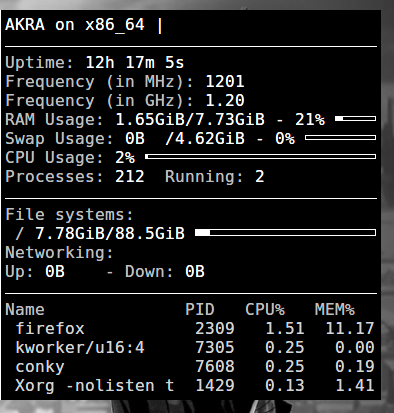 AKRA on x86_64 |
Uptime: 12h 17m 5s
Frequency (in MHz): 1201
Frequency (in GHz): 1.20
RAM Usage: 1.65GiB/7.73GiB - 21%
Swap Usage: 0B /4.62GiB - 0%
CPU Usage: 2%
Processes: 212 Running: 2
File systems:
/ 7.78GiB/88.5GiB
Networking:
Up: 0B - Down: 0B
Name PID CPU% MEM%
firefox 2309 1.51 11.17
kworker/u16:4 7305 0.25 0.00
conky 7608 0.25 0.19
Xorg -nolisten t 1429 0.13 1.41